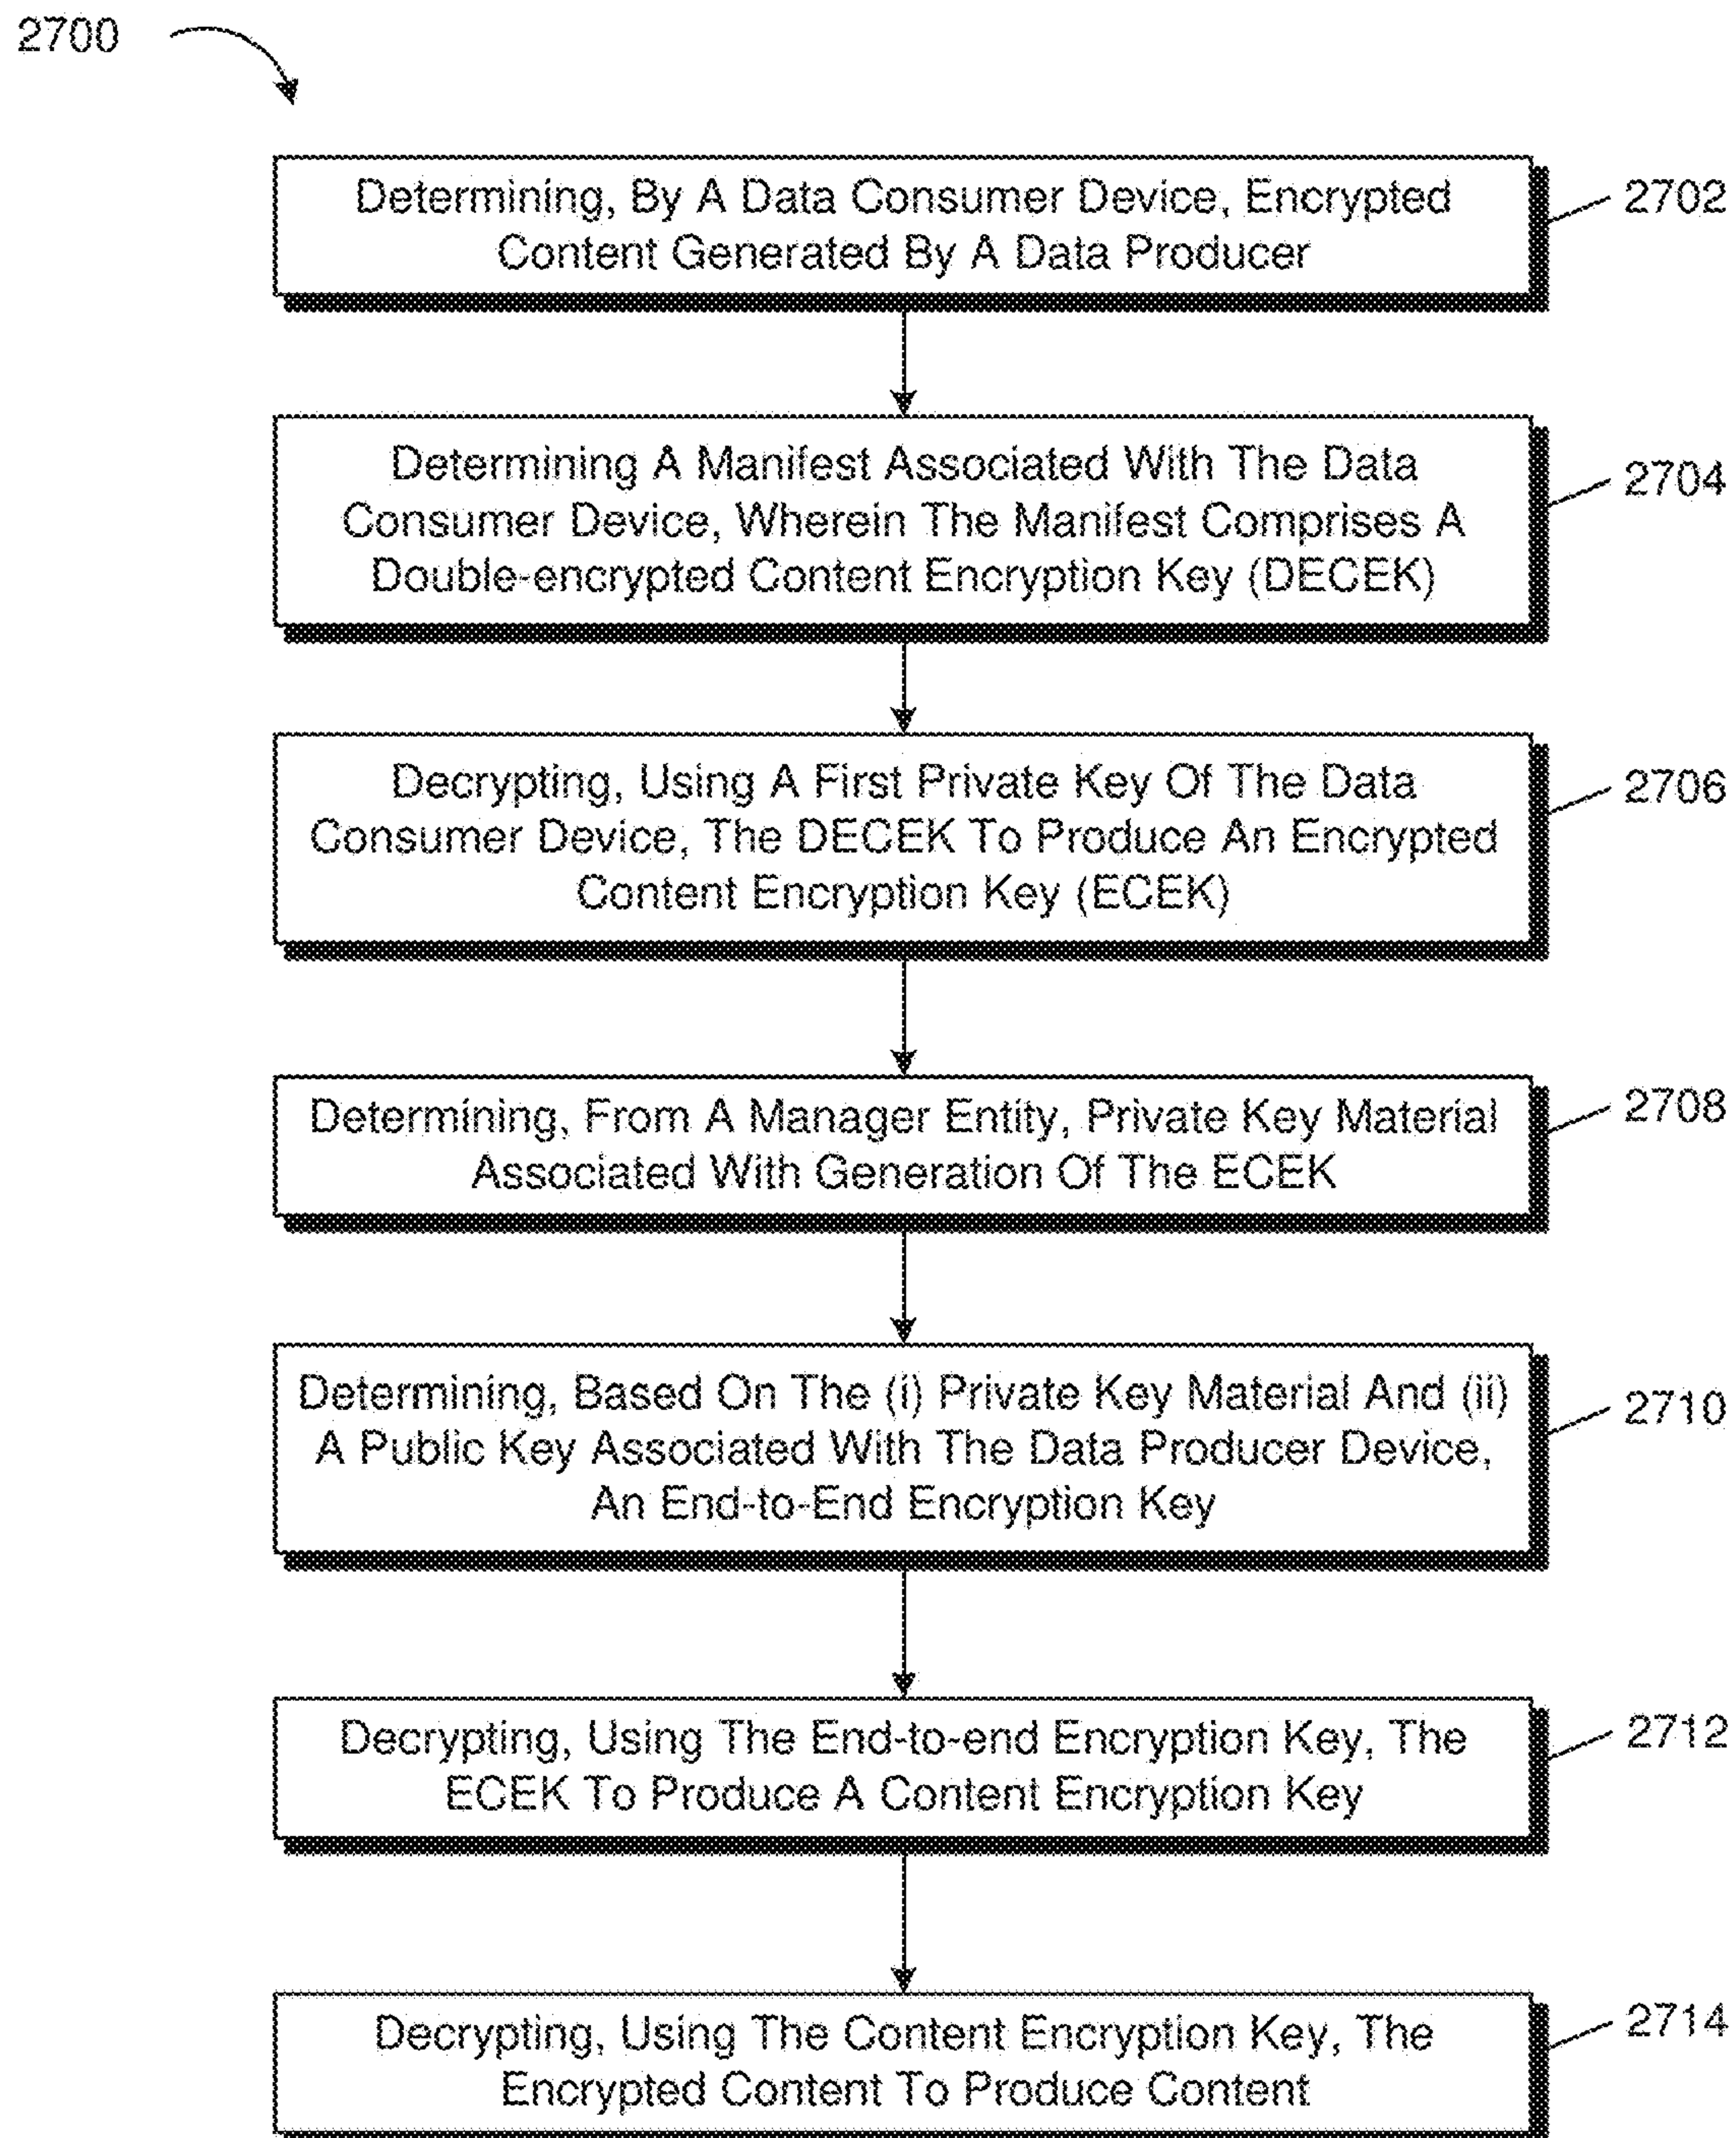 2700
Determining, By A Data Consumer Device, Encrypted
Content Generated By A Data Producer
2702
Determining A Manifest Associated With The Data
Consumer Device, Wherein The Manifest Comprises A
Double-encrypted Content Encryption Key (DECEK)
2704
Decrypting, Using A First Private Key Of The Data
Consumer Device, The DECEK To Produce An Encrypted
Content Encryption Key (ECEK)
2706
Determining, From A Manager Entity, Private Key Material
Associated With Generation Of The ECEK
2708
Determining, Based On The (i) Private Key Material And (ii)
A Public Key Associated With The Data Producer Device,
An End-to-End Encryption Key
2710
Decrypting, Using The End-to-end Encryption Key, The
ECEK To Produce A Content Encryption Key
2712
Decrypting, Using The Content Encryption Key, The
Encrypted Content To Produce Content
2714